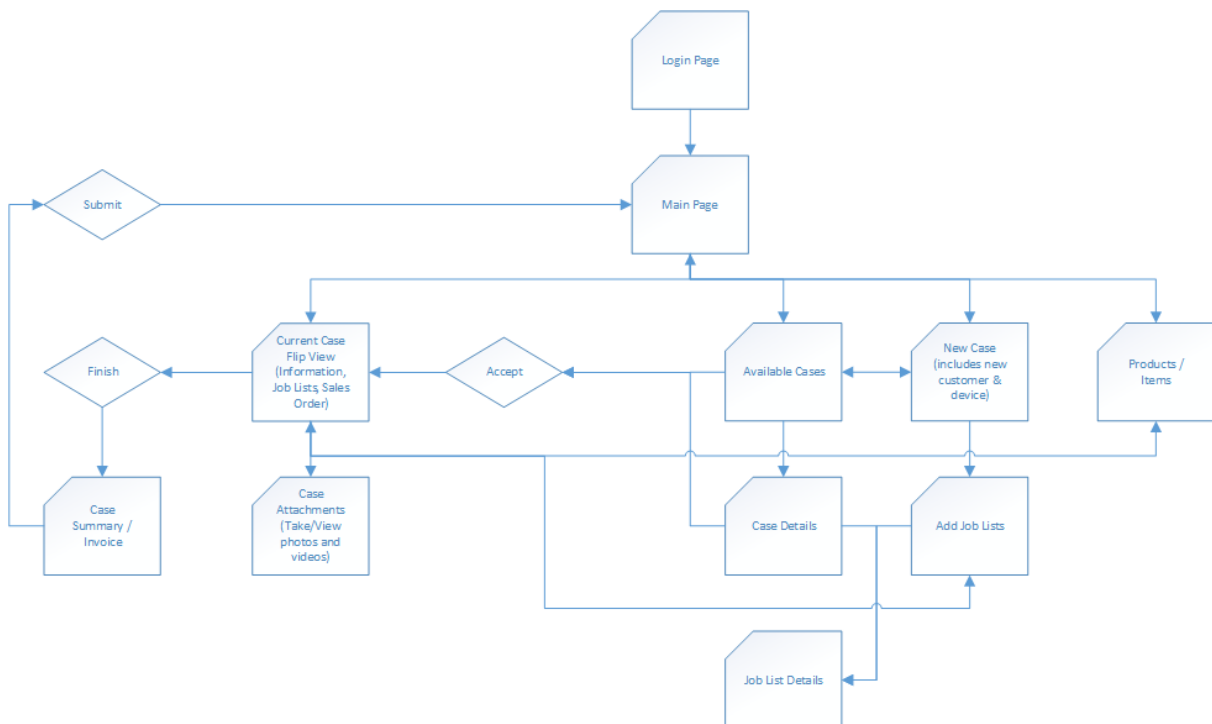 Login Page
Submit
Main Page
Finish
Current Case
Flip View
(Information,
Job Lists, Sales
Order)
Accept
Available Cases
New Case
(includes new
customer &
device)
Products /
Items
Case
Summary /
Invoice
Case
Attachments
(Take/View
photos and
videos)
Case Details
Add Job Lists
Job List Details